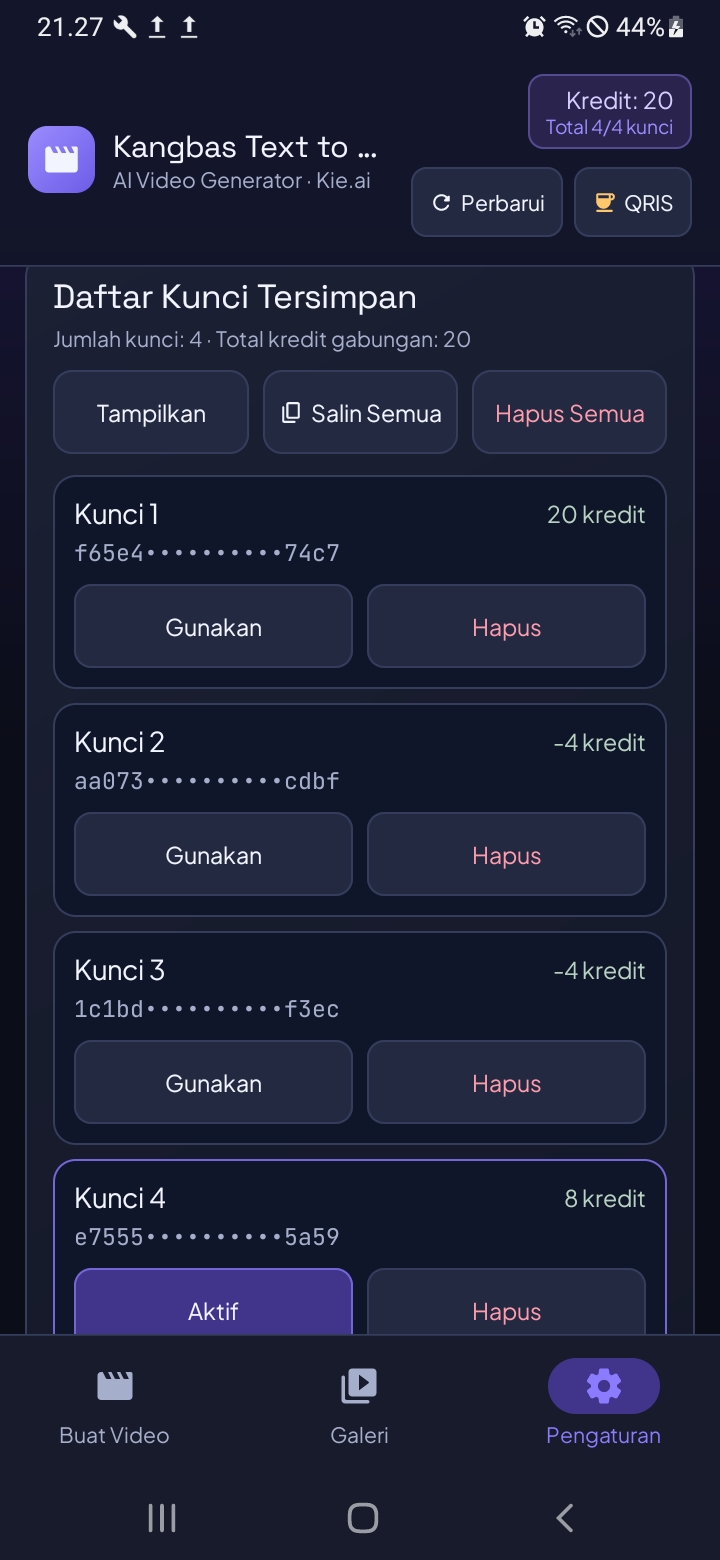 21.27
44%
Kredit: 20
Total 4/4 kunci
Kangbas Text to ...
AI Video Generator · Kie.ai
Perbarui
QRIS
Daftar Kunci Tersimpan
Jumlah kunci: 4 · Total kredit gabungan: 20
Tampilkan
Salin Semua
Hapus Semua
Kunci 1
20 kredit
f65e4••••••••••74c7
Gunakan
Hapus
Kunci 2
-4 kredit
aa073••••••••••cdbf
Gunakan
Hapus
Kunci 3
-4 kredit
1c1bd••••••••••f3ec
Gunakan
Hapus
Kunci 4
8 kredit
e7555••••••••••5a59
Aktif
Hapus
Buat Video
Galeri
Pengaturan